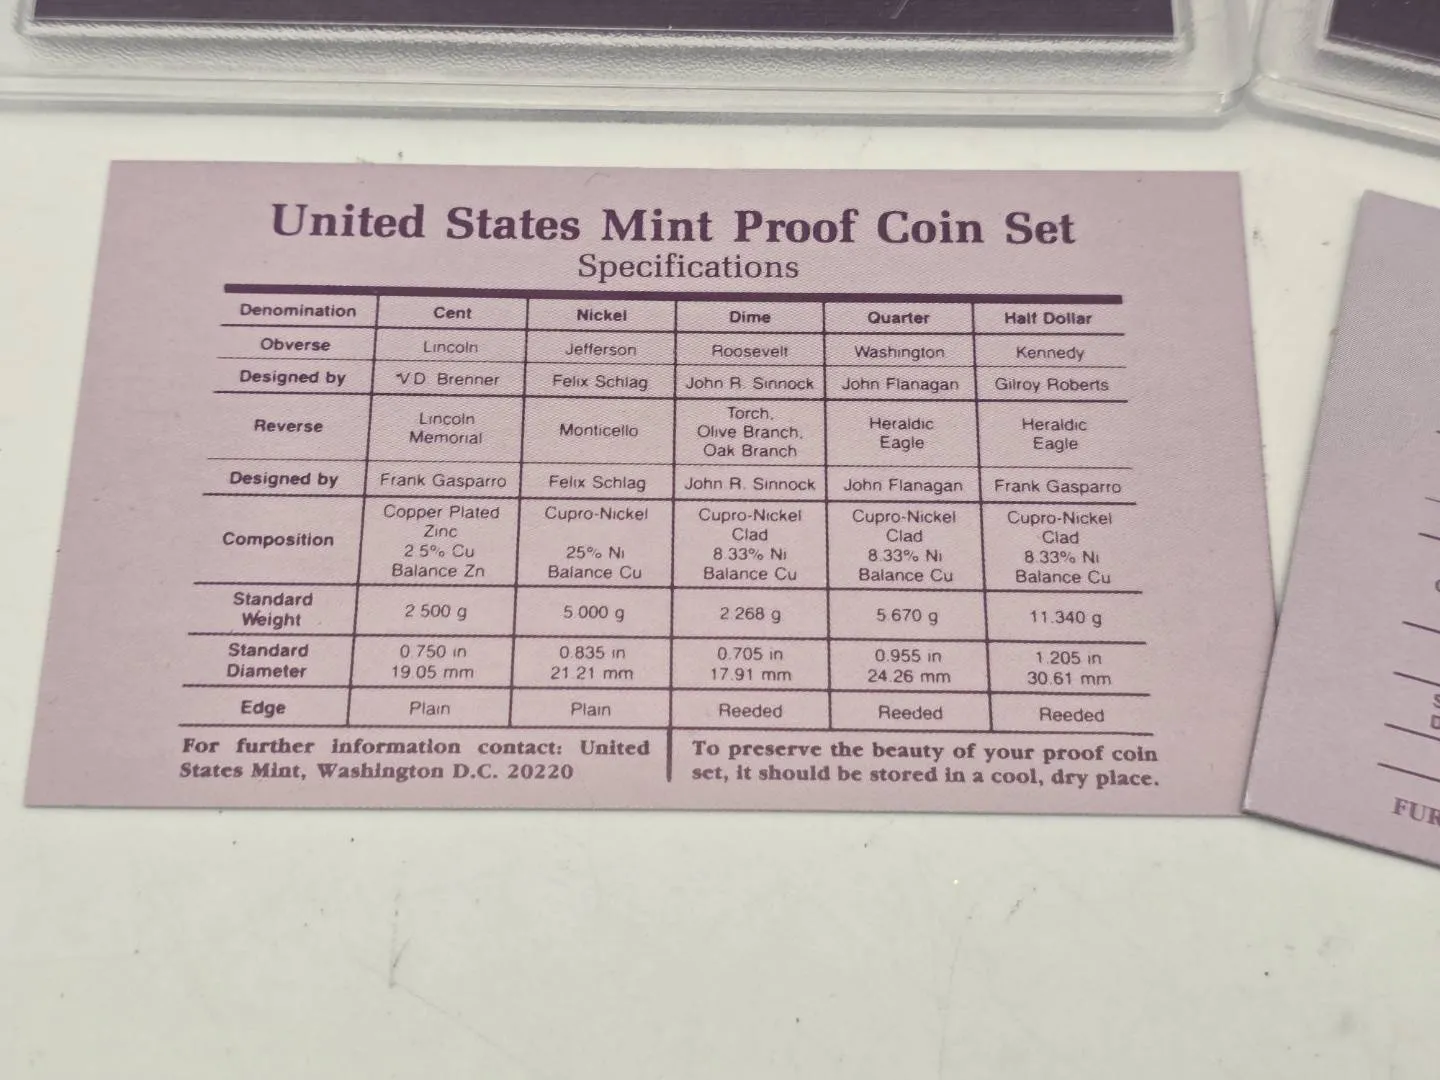 United States Mint Proof Coin Set
Specifications
Denomination Cent Nickel Dime Quarter Half Dollar
Obverse Lincoln Jefferson Roosevelt Washington Kennedy
Designed by V D Brenner Felix Schlag John R. Sinnock John Flanagan Gilroy Roberts
Reverse Lincoln Memorial Monticello Torch, Olive Branch, Oak Branch Heraldic Eagle Heraldic Eagle
Designed by Frank Gasparro Felix Schlag John R. Sinnock John Flanagan Frank Gasparro
Composition Copper Plated Zinc 2 5% Cu Balance Zn Cupro-Nickel 25% Ni Balance Cu Cupro-Nickel Clad 8.33% Ni Balance Cu Cupro-Nickel Clad 8.33% Ni Balance Cu Cupro-Nickel Clad 8.33% Ni Balance Cu
Standard Weight 2 500 g 5.000 g 2 268 g 5.670 g 11.340 g
Standard Diameter 0.750 in 19.05 mm 0.835 in 21.21 mm 0.705 in 17.91 mm 0.955 in 24.26 mm 1.205 in 30.61 mm
Edge Plain Plain Reeded Reeded Reeded
For further information contact: United
States Mint, Washington D.C. 20220
To preserve the beauty of your proof coin
set, it should be stored in a cool, dry place.
FUR